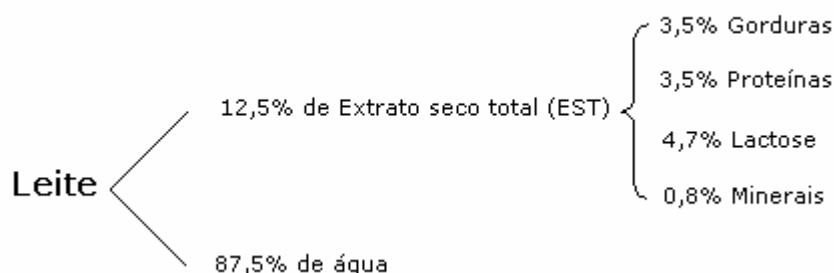 3,5% Gorduras
3,5% Proteínas
12,5% de Extrato seco total (EST)
4,7% Lactose
Leite
0,8% Minerais
87,5% de água